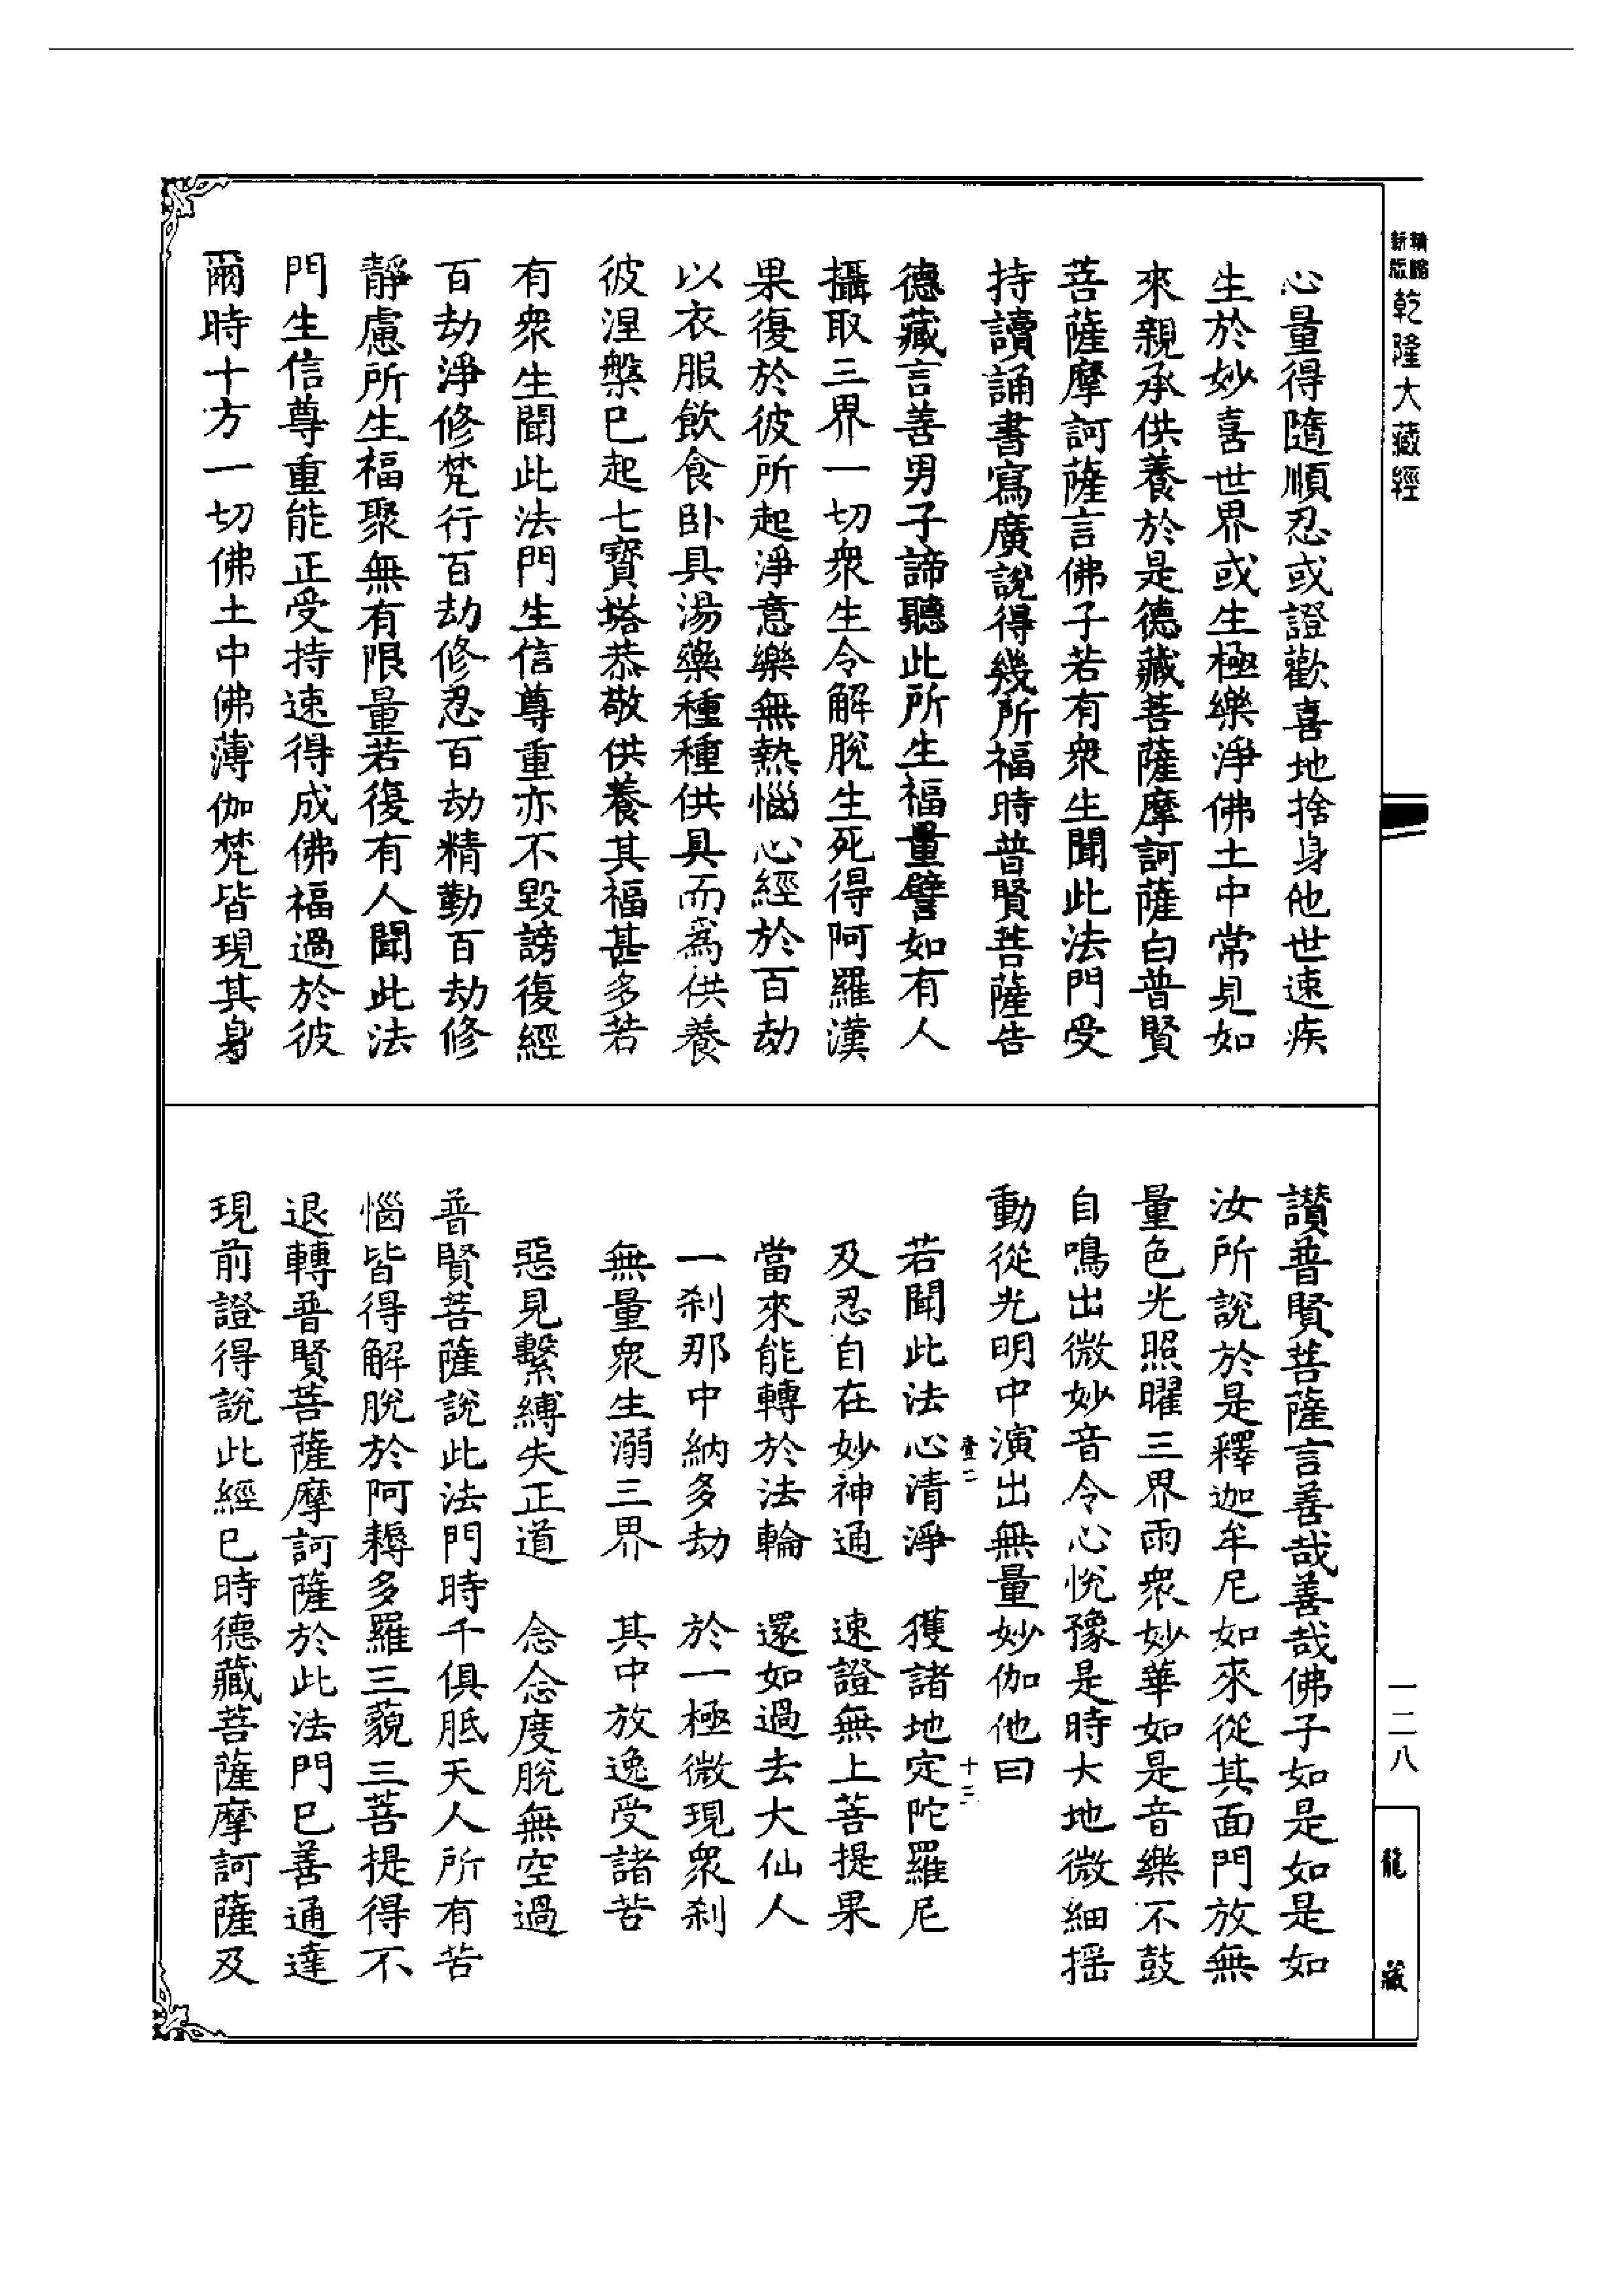 乾隆大藏經
心量得隨順忍或證歡喜地捨身他世速疾
生於妙喜世界或生極樂淨佛土中常見如
來親承供養於是德藏菩薩摩訶薩白普賢
菩薩摩訶薩言佛子若有衆生聞此法門受
持讀誦書寫廣說得幾所福時普賢菩薩告
德藏言善男子諦聽此所生福量譬如有人
攝取三界一切衆生令解脫生死得阿羅漢
果復於彼所起淨意樂無熱惱心經於百劫
以衣服飲食卧具湯藥種種供具而爲供養
彼涅槃已起七寶塔恭敬供養其福甚多若
有衆生聞此法門生信尊重亦不毀謗復經
百劫淨修梵行百劫修忍百劫精勤百劫修
靜慮所生福聚無有限量若復有人聞此法
門生信尊重能正受持速得成佛福過於彼
爾時十方一切佛土中佛薄伽梵皆現其身
讚普賢菩薩言善哉善哉佛子如是如是如
汝所說於是釋迦牟尼如來從其面門放無
量色光照曜三界雨衆妙華如是音樂不鼓
自鳴出微妙音令心悅豫是時大地微細摇
動從光明中演出無量妙伽他曰
若聞此法心清淨　獲諸地定陀羅尼
及忍自在妙神通　速證無上菩提果
當來能轉於法輪　還如過去大仙人
一剎那中納多劫　於一極微現衆剎
無量衆生溺三界　其中放逸受諸苦
惡見繫縛失正道　念念度脫無空過
普賢菩薩說此法門時千俱胝天人所有苦
惱皆得解脫於阿耨多羅三藐三菩提得不
退轉普賢菩薩摩訶薩於此法門已善通達
現前證得說此經已時德藏菩薩摩訶薩及
一二八
龍藏